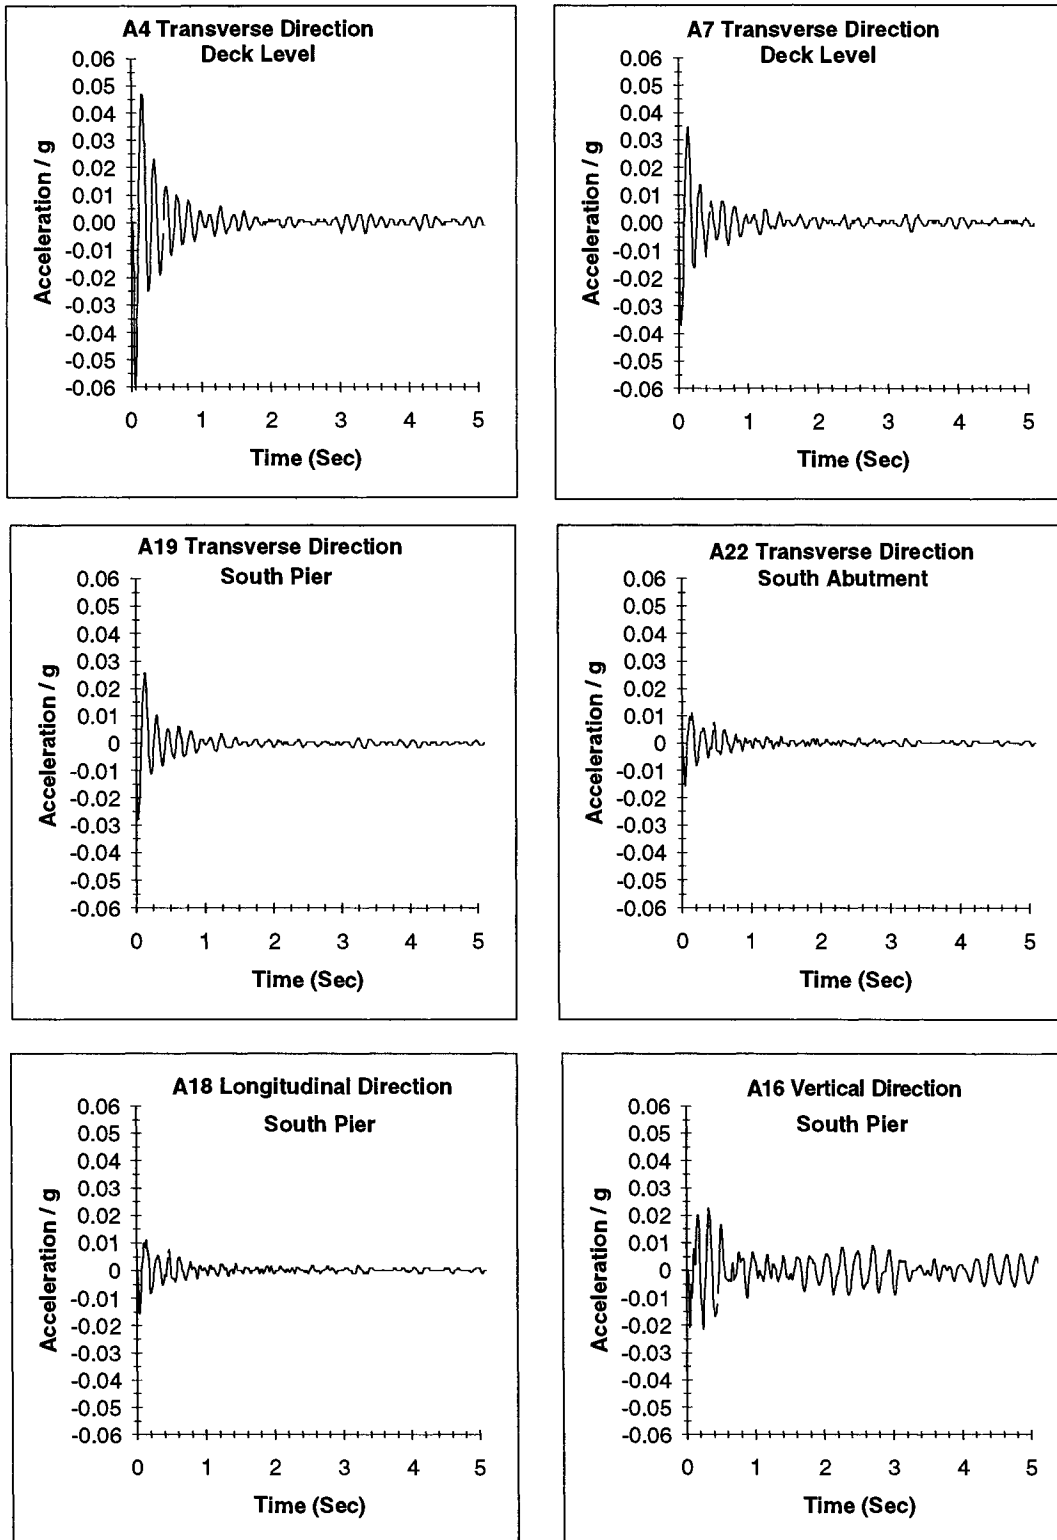 A4 Transverse Direction
Deck Level
0.06
0.05
0.04
0.03
0.02
0.01
0.00
-0.01
-0.02
-0.03
-0.04
-0.05
-0.06
Acceleration / g
0 1 2 3 4 5
Time (Sec)
A7 Transverse Direction
Deck Level
0.06
0.05
0.04
0.03
0.02
0.01
0.00
-0.01
-0.02
-0.03
-0.04
-0.05
-0.06
Acceleration / g
0 1 2 3 4 5
Time (Sec)
A19 Transverse Direction
South Pier
0.06
0.05
0.04
0.03
0.02
0.01
0
-0.01
-0.02
-0.03
-0.04
-0.05
-0.06
Acceleration / g
0 1 2 3 4 5
Time (Sec)
A22 Transverse Direction
South Abutment
0.06
0.05
0.04
0.03
0.02
0.01
0
-0.01
-0.02
-0.03
-0.04
-0.05
-0.06
Acceleration / g
0 1 2 3 4 5
Time (Sec)
A18 Longitudinal Direction
South Pier
0.06
0.05
0.04
0.03
0.02
0.01
0
-0.01
-0.02
-0.03
-0.04
-0.05
-0.06
Acceleration / g
0 1 2 3 4 5
Time (Sec)
A16 Vertical Direction
South Pier
0.06
0.05
0.04
0.03
0.02
0.01
0
-0.01
-0.02
-0.03
-0.04
-0.05
-0.06
Acceleration / g
0 1 2 3 4 5
Time (Sec)